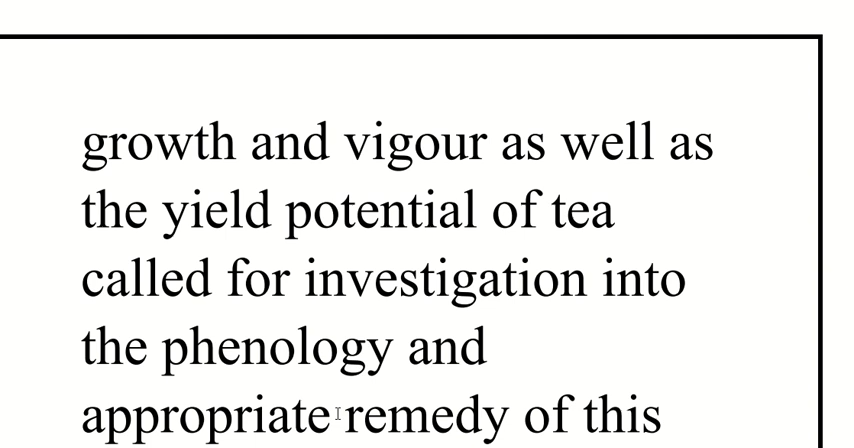 growth and vigour as well as
the yield potential of tea
called for investigation into
the phenology and
appropriate remedy of this